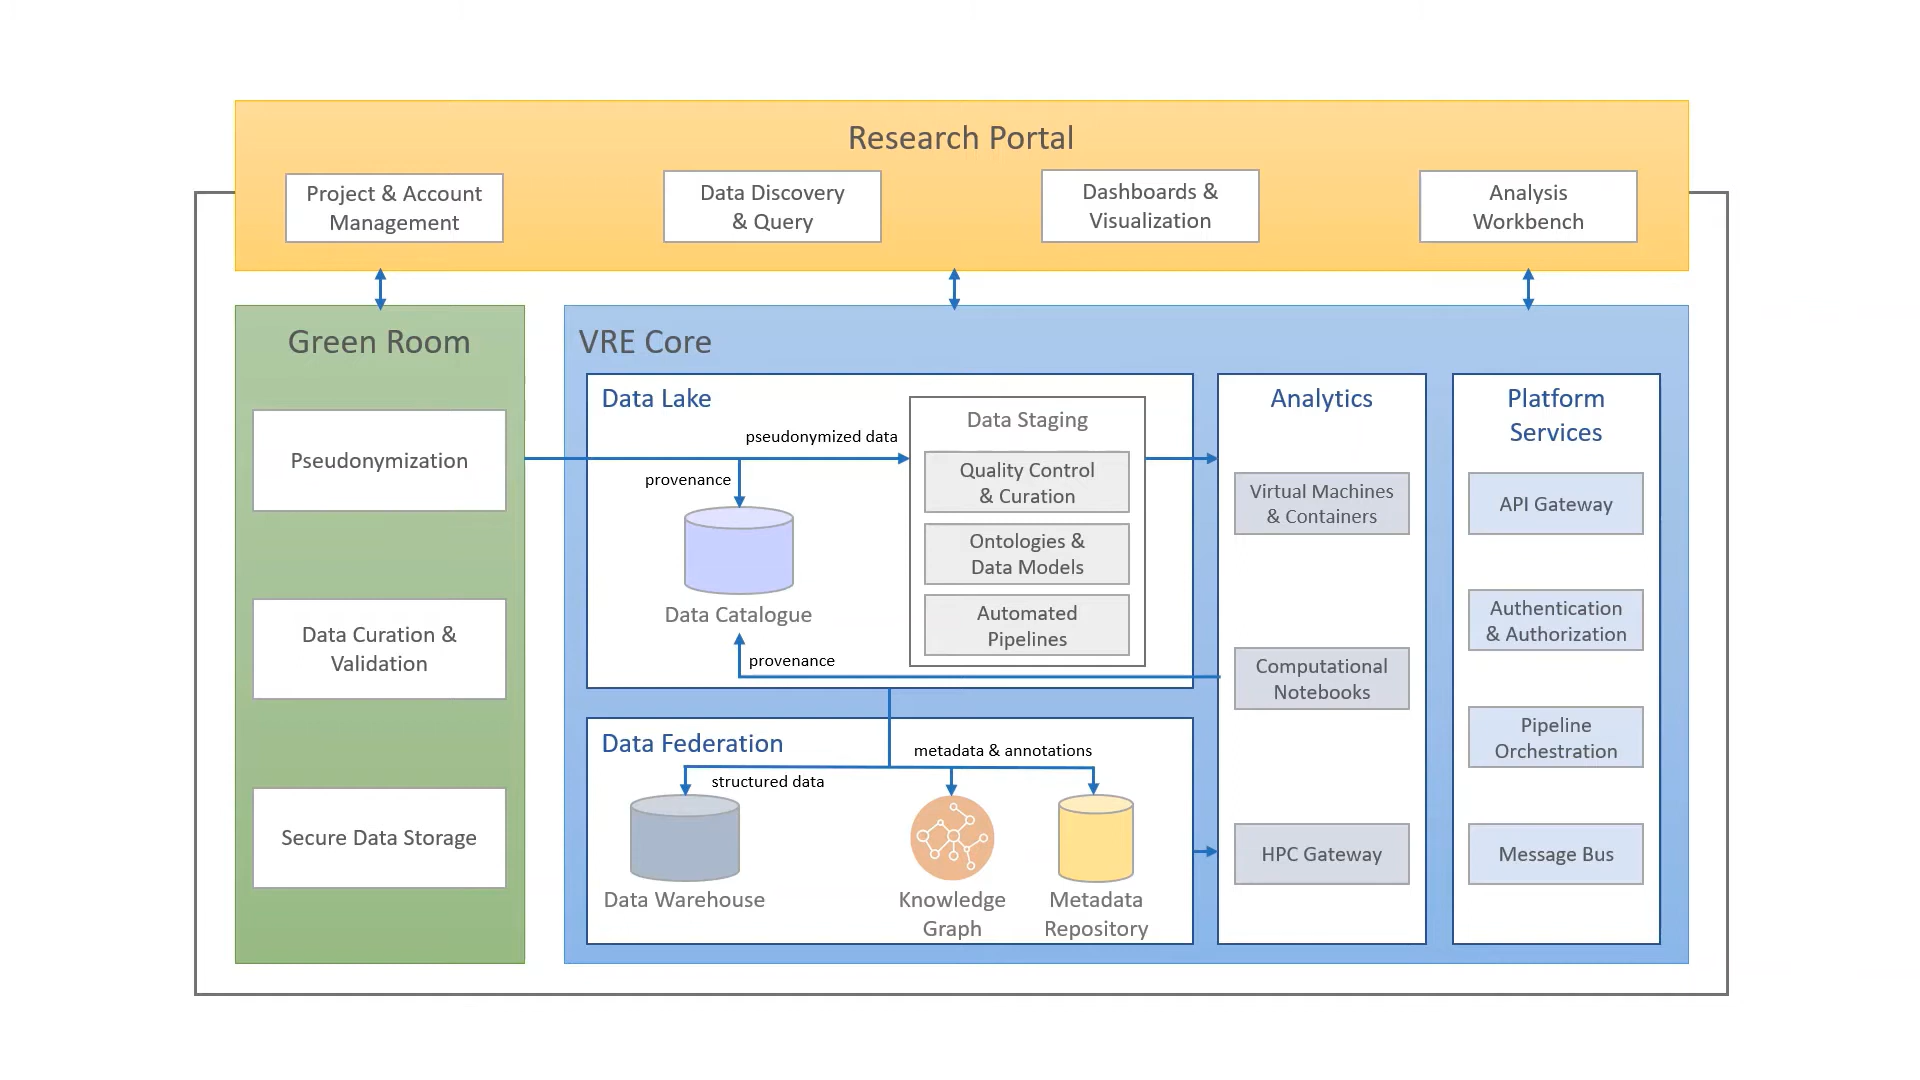 Research Portal
Project & Account
Management
Data Discovery
& Query
Dashboards &
Visualization
Analysis
Workbench
Green Room
Pseudonymization
Data Curation &
Validation
Secure Data Storage
VRE Core
Data Lake
pseudonymized data
provenance
Data Catalogue
provenance
Data Staging
Quality Control
& Curation
Ontologies &
Data Models
Automated
Pipelines
Data Federation
metadata & annotations
structured data
Data Warehouse
Knowledge
Graph
Metadata
Repository
Analytics
Virtual Machines
& Containers
Computational
Notebooks
HPC Gateway
Platform
Services
API Gateway
Authentication
& Authorization
Pipeline
Orchestration
Message Bus